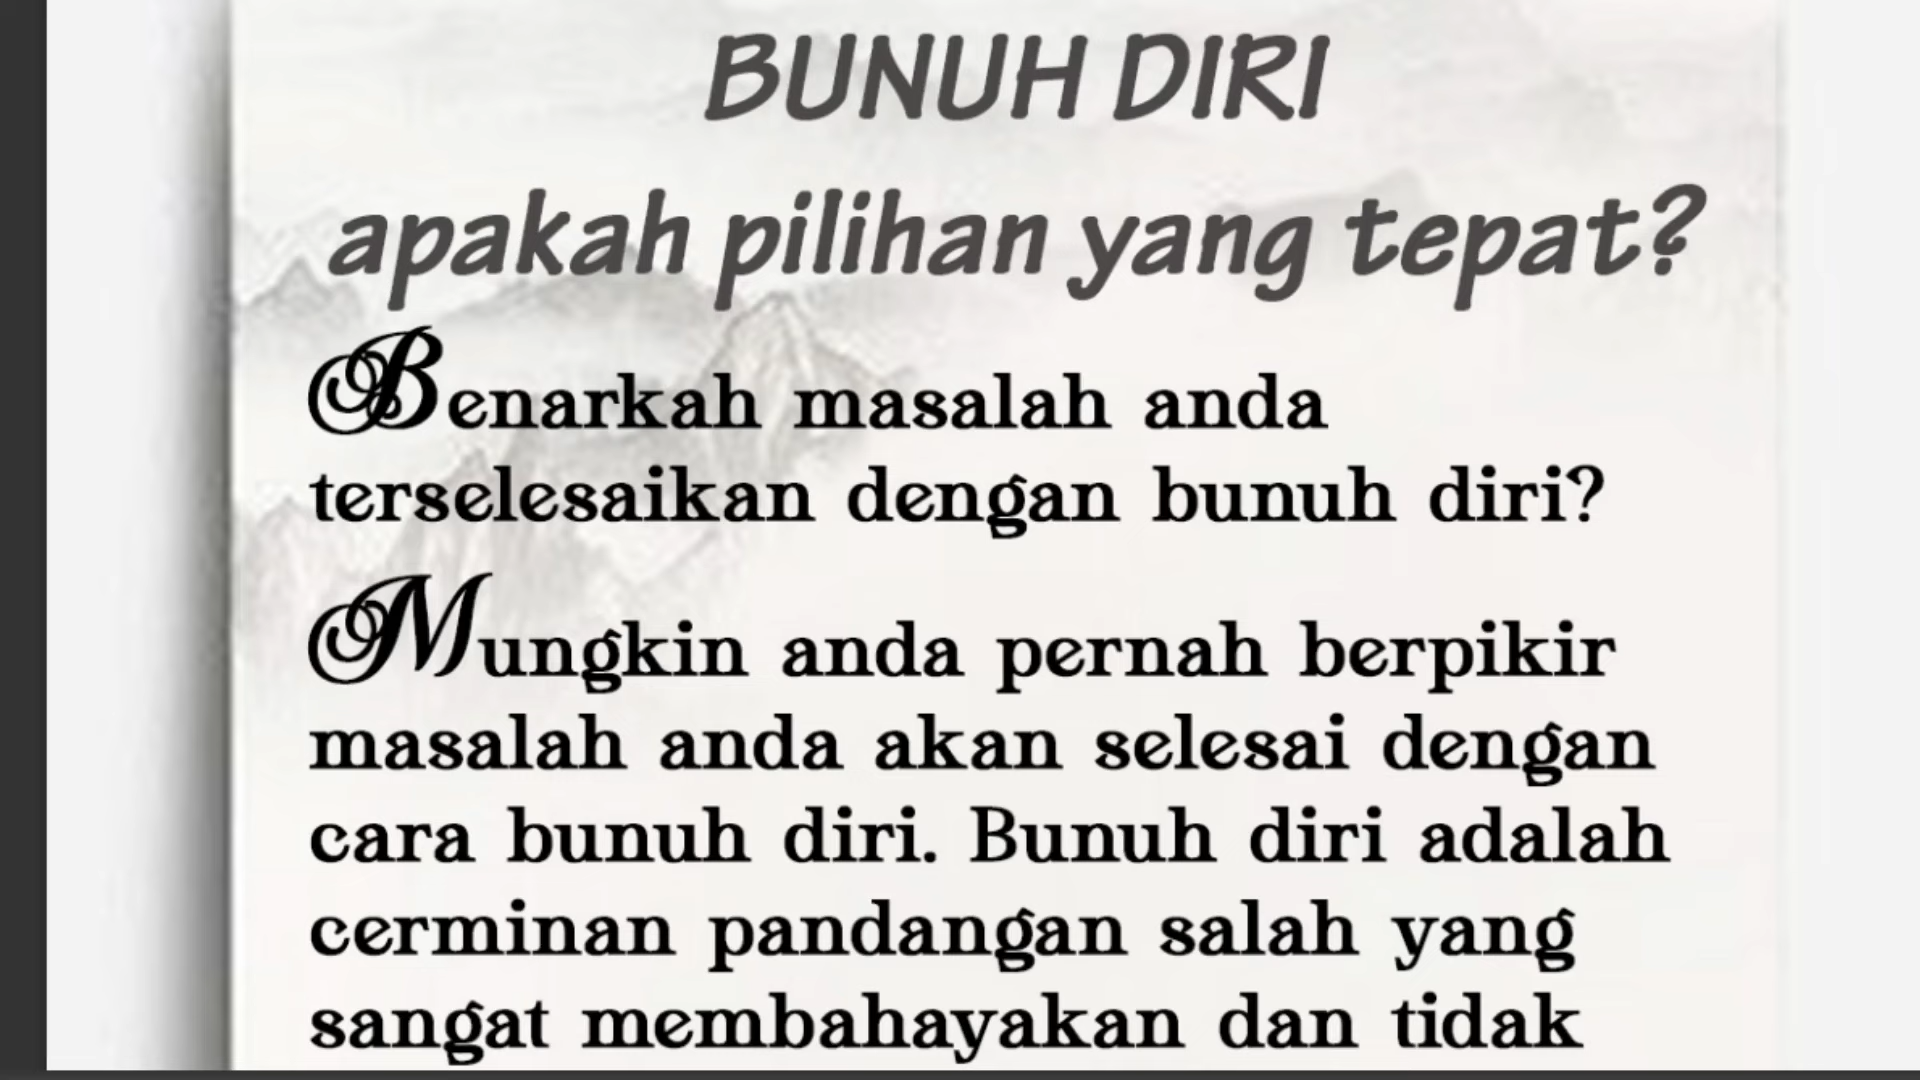 BUNUH DIRI
apakah pilihan yang tepat?
Benarkah masalah anda
terselesaikan dengan bunuh diri?
Mungkin anda pernah berpikir
masalah anda akan selesai dengan
cara bunuh diri. Bunuh diri adalah
cerminan pandangan salah yang
sangat membahayakan dan tidak